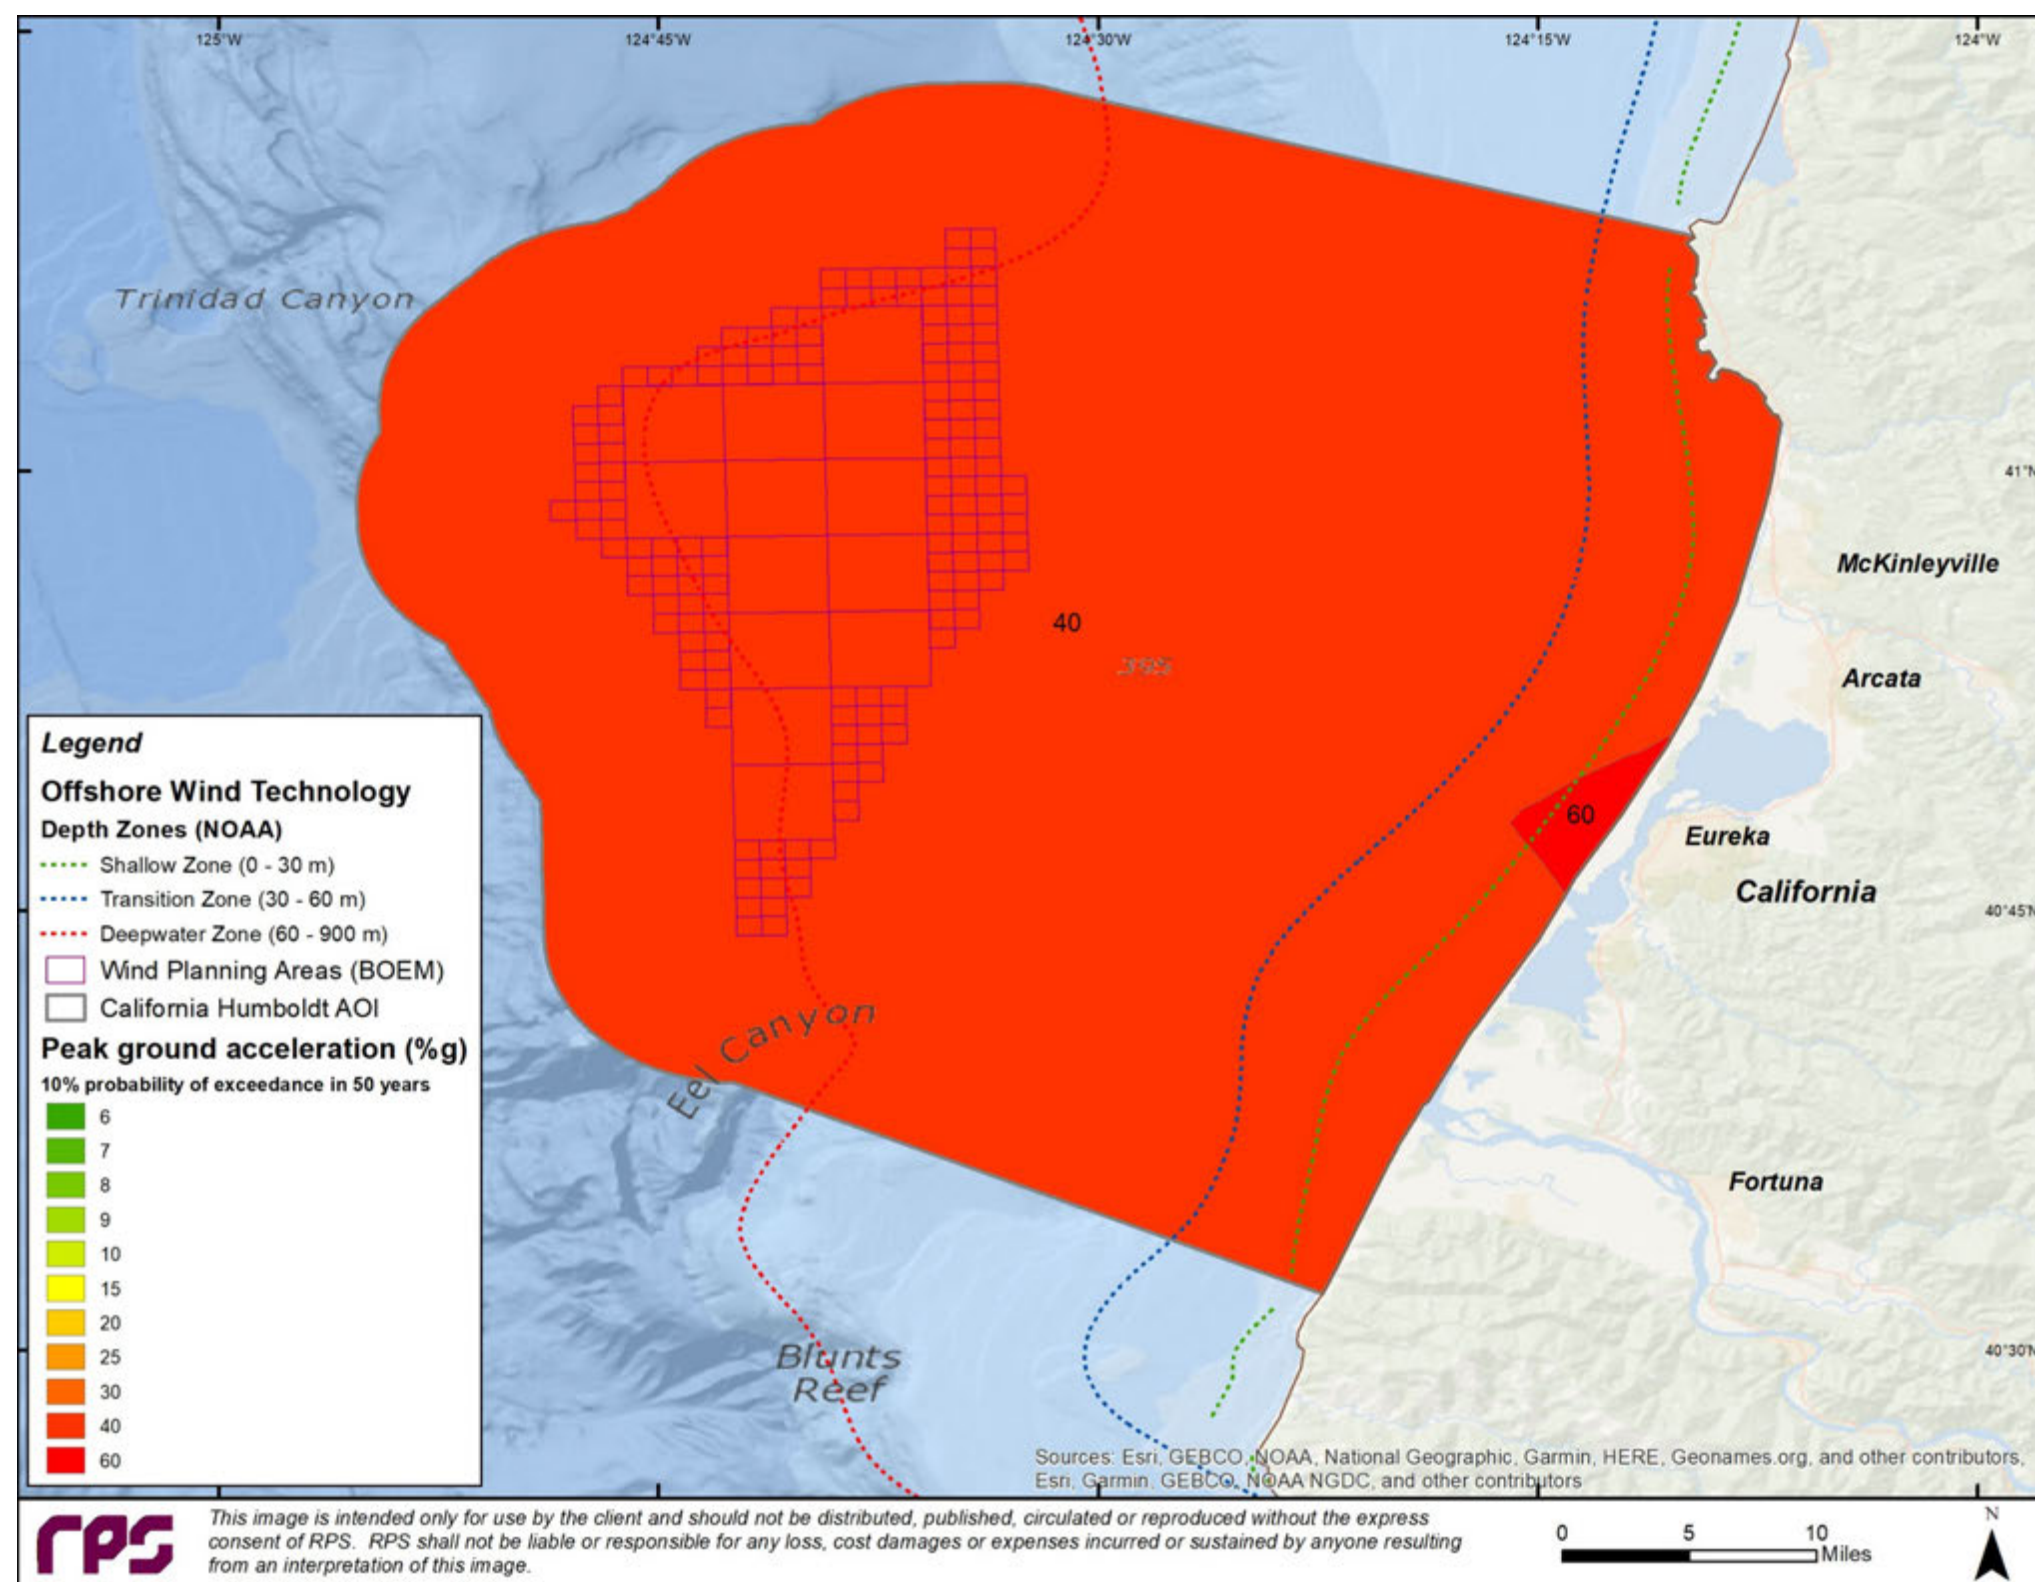 125°W
124°45'W
124°30'W
124°15'W
124°W
Trinidad Canyon
41°N
McKinleyville
40
Arcata
60
Eureka
California
40°45'N
Eel Canyon
Fortuna
Blunts
Reef
40°30'N
Legend
Offshore Wind Technology
Depth Zones (NOAA)
Shallow Zone (0 - 30 m)
Transition Zone (30 - 60 m)
Deepwater Zone (60 - 900 m)
Wind Planning Areas (BOEM)
California Humboldt AOI
Peak ground acceleration (%g)
10% probability of exceedance in 50 years
6
7
8
9
10
15
20
25
30
40
60
Sources: Esri, GEBCO, NOAA, National Geographic, Garmin, HERE, Geonames.org, and other contributors,
Esri, Garmin, GEBCO, NOAA NGDC, and other contributors
rps
This image is intended only for use by the client and should not be distributed, published, circulated or reproduced without the express
consent of RPS. RPS shall not be liable or responsible for any loss, cost damages or expenses incurred or sustained by anyone resulting
from an interpretation of this image.
0 5 10
Miles
N